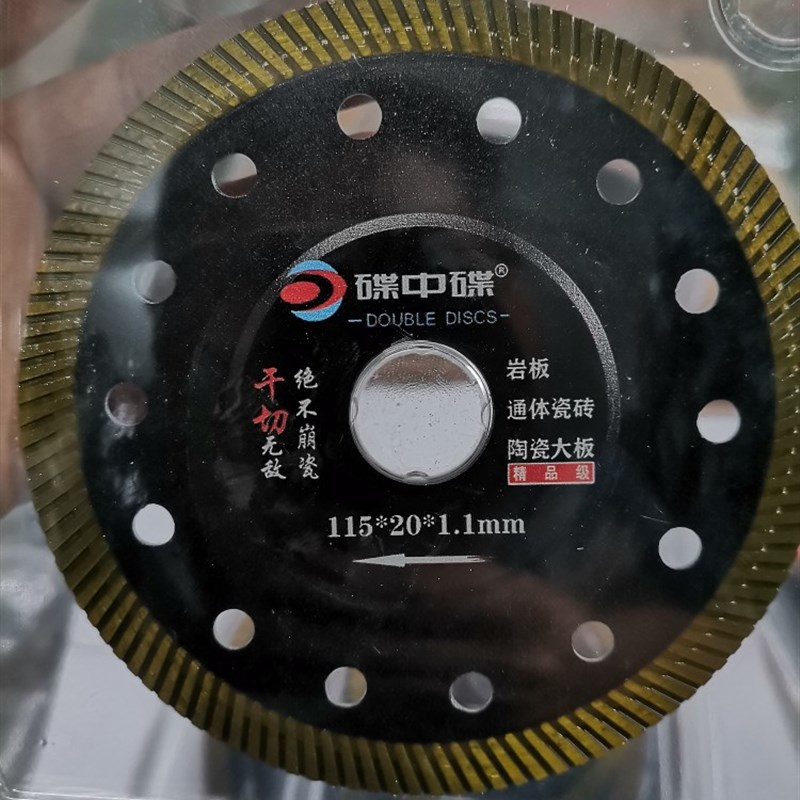 碟中碟®
DOUBLE DISCS
干切无敌
绝不崩瓷
岩板
通体瓷砖
陶瓷大板
精品级
115*20*1.1mm